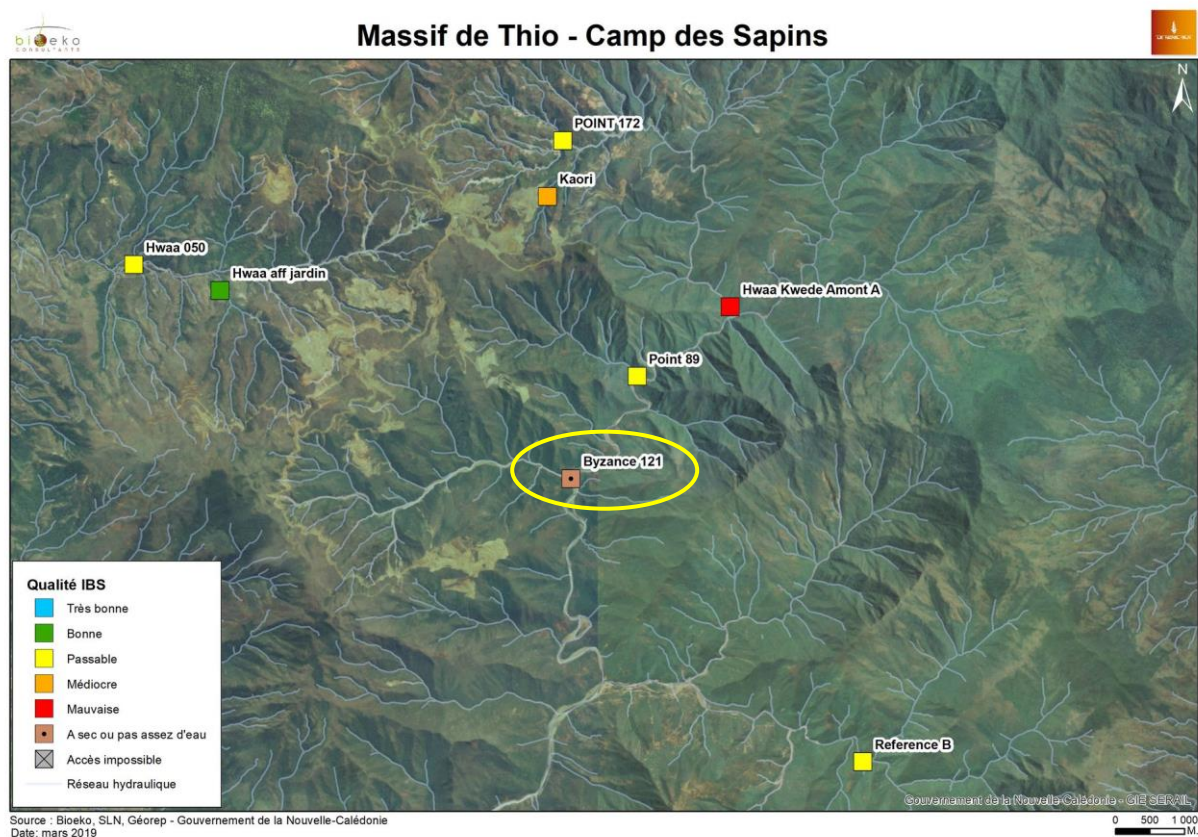 bioeko
CONSULTANTS
Massif de Thio - Camp des Sapins
N
POINT 172
Kaori
Hwaa 050
Hwaa aff jardin
Hwaa Kwede Amont A
Point 89
Byzance 121
Reference B
Qualité IBS
Très bonne
Bonne
Passable
Médiocre
Mauvaise
A sec ou pas assez d'eau
Accès impossible
Réseau hydraulique
Gouvernement de la Nouvelle-Calédonie - GIE SERAIL
Source : Bioeko, SLN, Géorep - Gouvernement de la Nouvelle-Calédonie
Date: mars 2019
0 500 1 000
M.